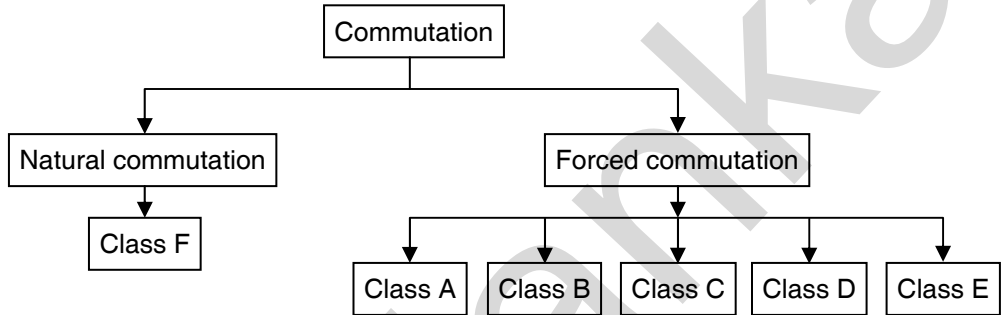 Commutation
Natural commutation
Forced commutation
Class F
Class A
Class B
Class C
Class D
Class E